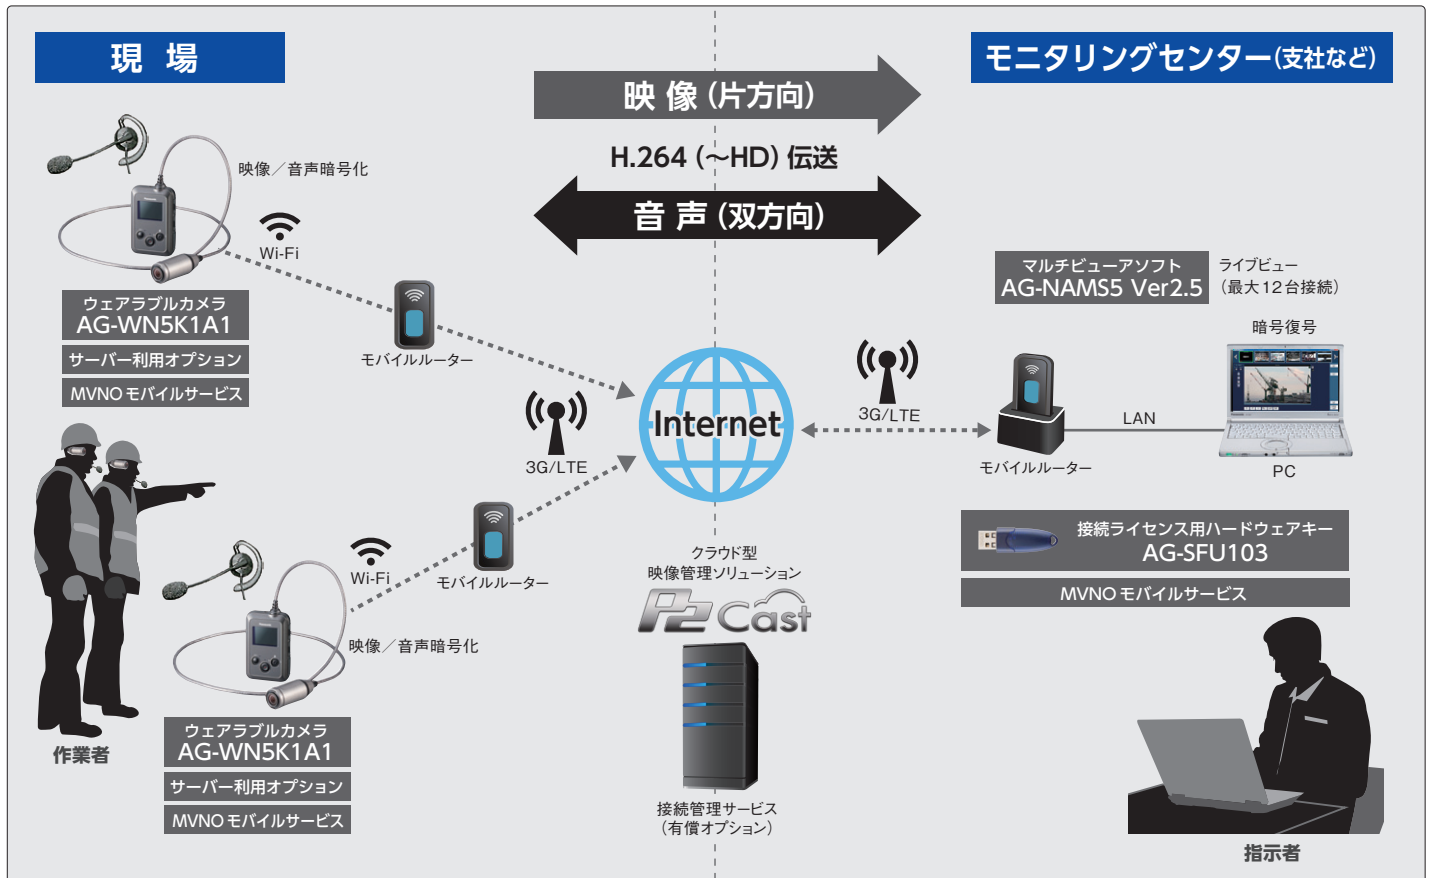 現 場
モニタリングセンター(支社など)
映 像 (片方向)
H.264 (～HD) 伝送
音 声 (双方向)
映像／音声暗号化
Wi-Fi
ウェアラブルカメラ
AG-WN5K1A1
サーバー利用オプション
MVNOモバイルサービス
モバイルルーター
3G/LTE
Internet
マルチビューアソフト
AG-NAMS5 Ver2.5
ライブビュー
（最大12台接続）
暗号復号
3G/LTE
モバイルルーター
LAN
PC
接続ライセンス用ハードウェアキー
AG-SFU103
MVNOモバイルサービス
指示者
作業者
Wi-Fi
モバイルルーター
映像／音声暗号化
ウェアラブルカメラ
AG-WN5K1A1
サーバー利用オプション
MVNOモバイルサービス
クラウド型
映像管理ソリューション
P2 Cast
接続管理サービス
（有償オプション）